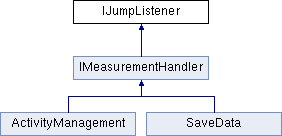 IJumpListener
IMeasurementHandler
ActivityManagement
SaveData